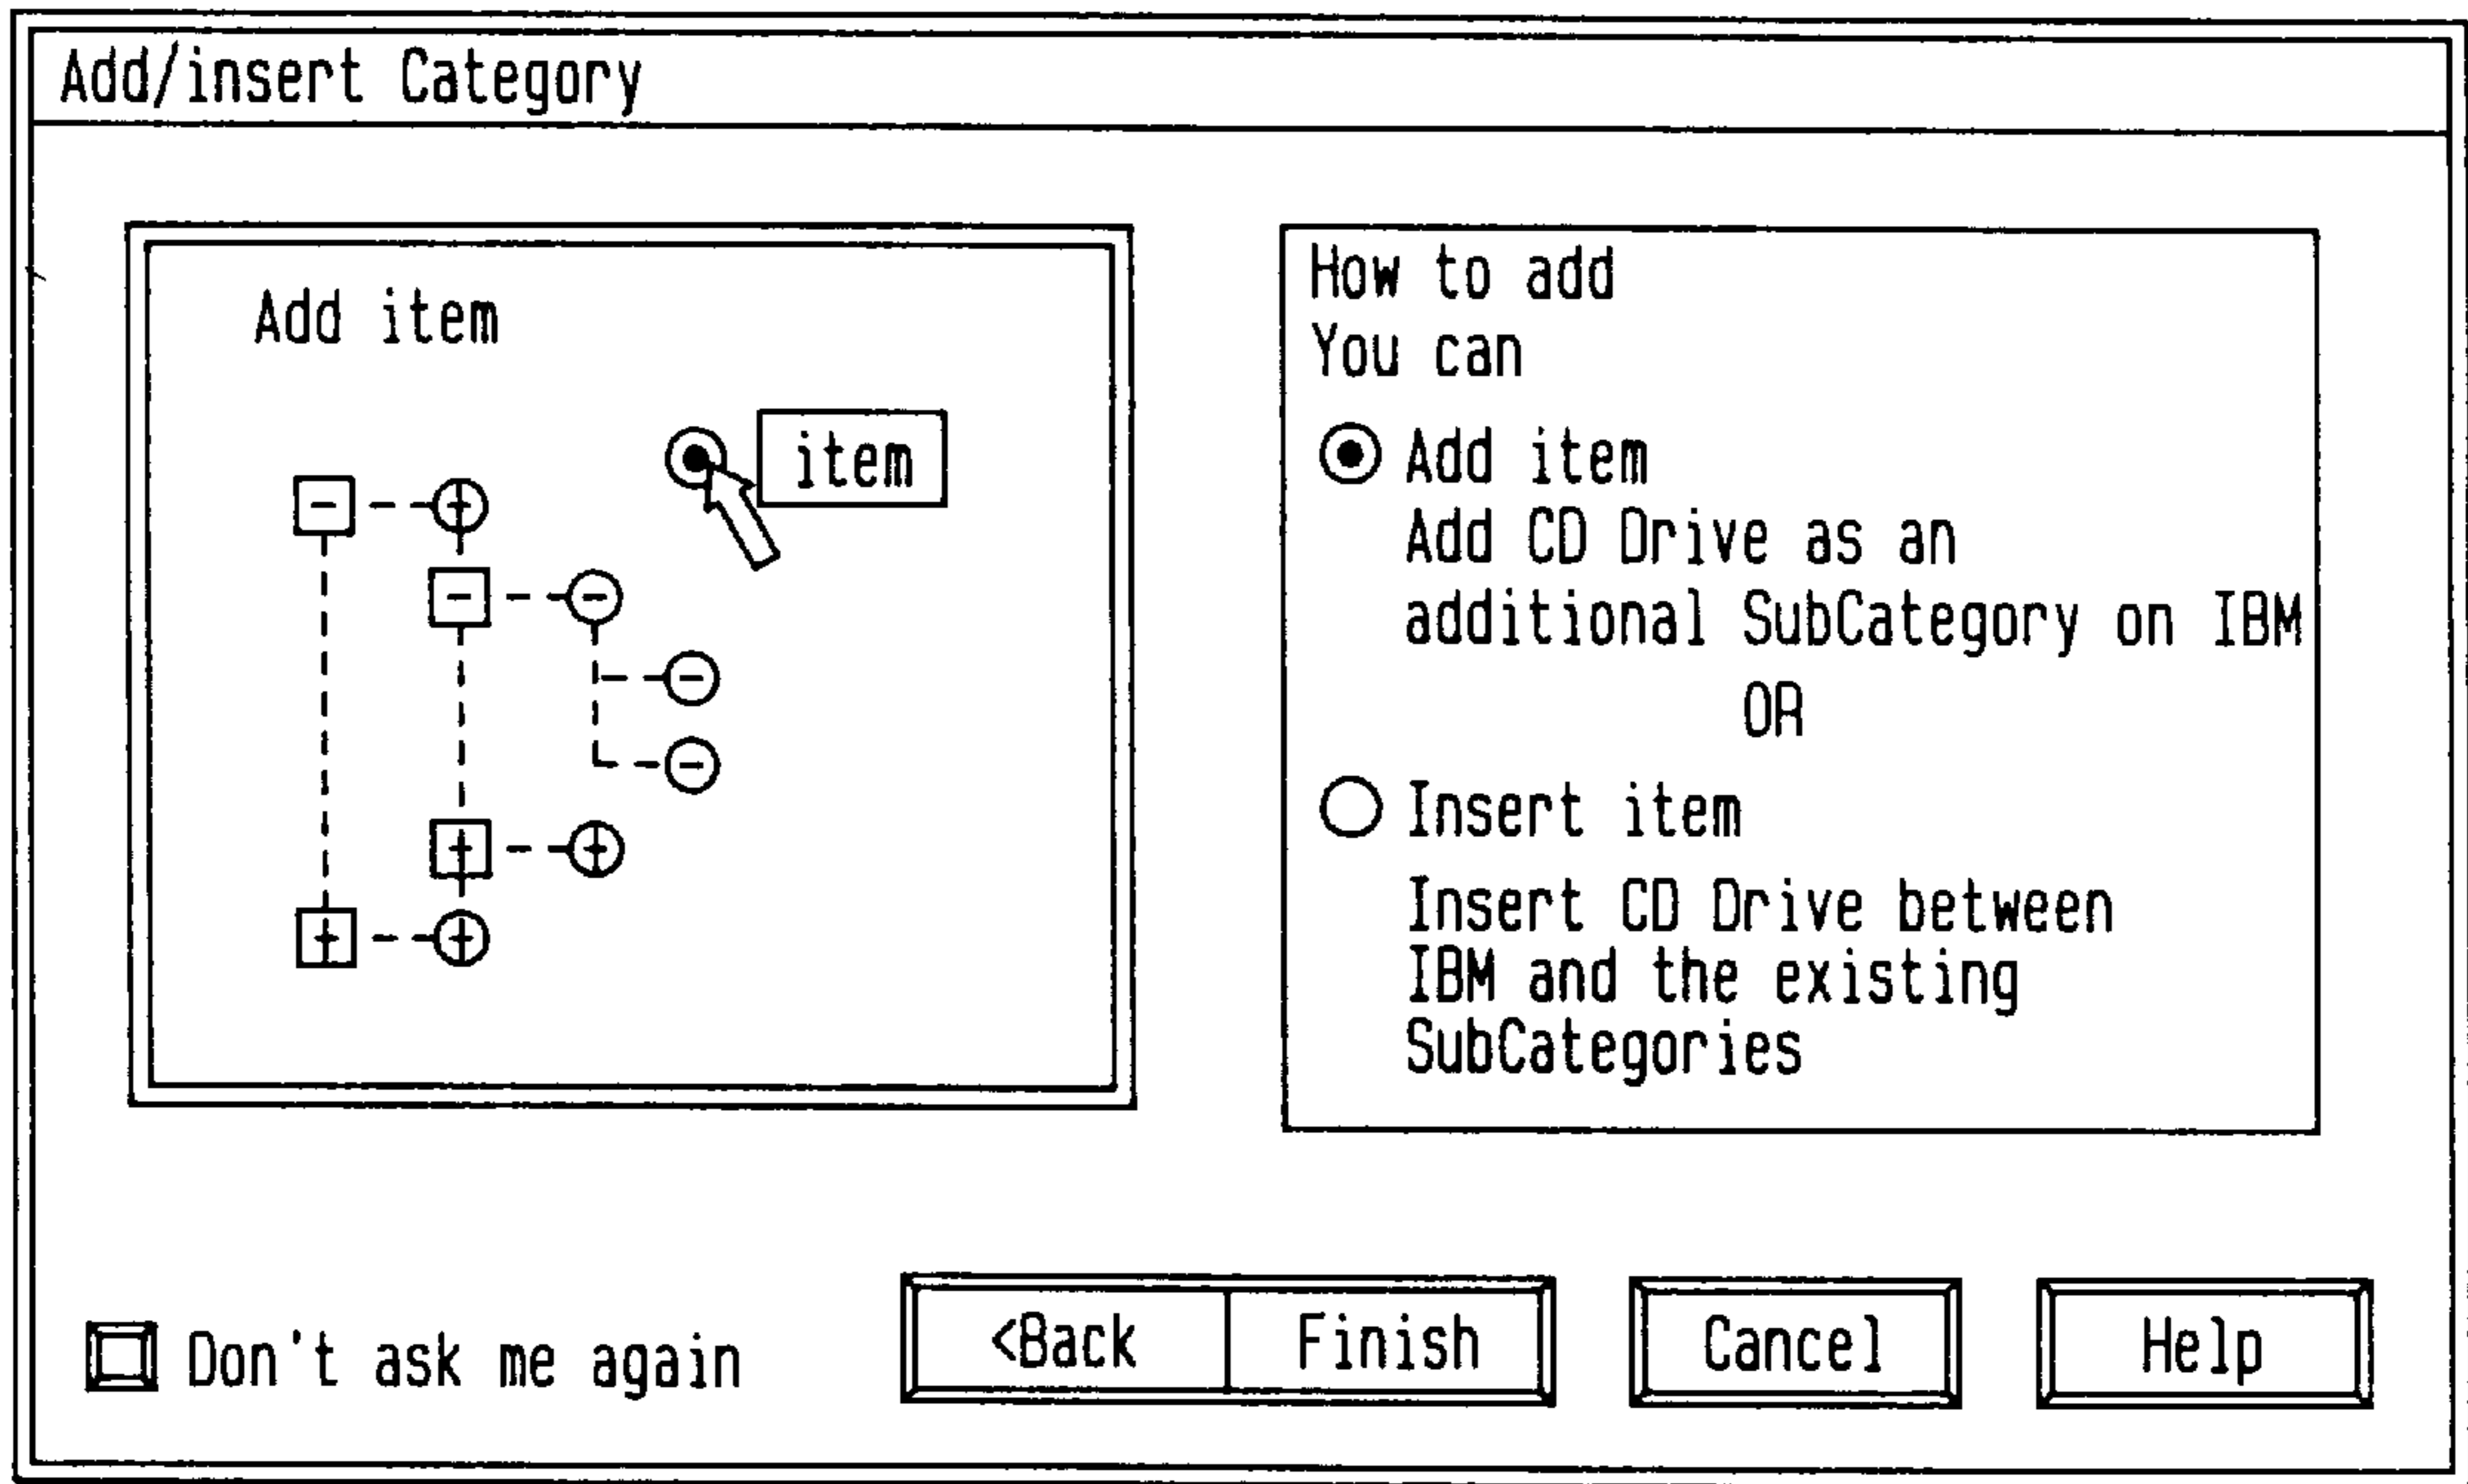 Add/insert Category
Add item
item
How to add
You can
Add item
Add CD Drive as an
additional SubCategory on IBM
OR
Insert item
Insert CD Drive between
IBM and the existing
SubCategories
Don't ask me again
<Back
Finish
Cancel
Help